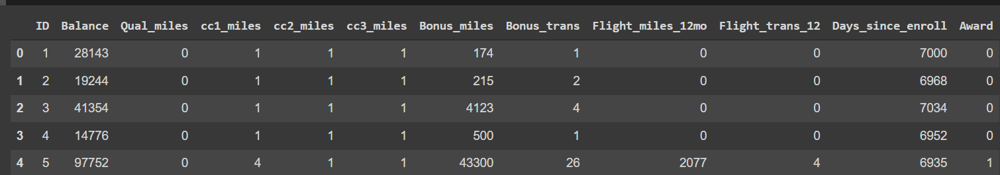 ID Balance Qual_miles cc1_miles cc2_miles cc3_miles Bonus_miles Bonus_trans Flight_miles_12mo Flight_trans_12 Days_since_enroll Award
0 1 28143 0 1 1 1 174 1 0 0 7000 0
1 2 19244 0 1 1 1 215 2 0 0 6968 0
2 3 41354 0 1 1 1 4123 4 0 0 7034 0
3 4 14776 0 1 1 1 500 1 0 0 6952 0
4 5 97752 0 4 1 1 43300 26 2077 4 6935 1